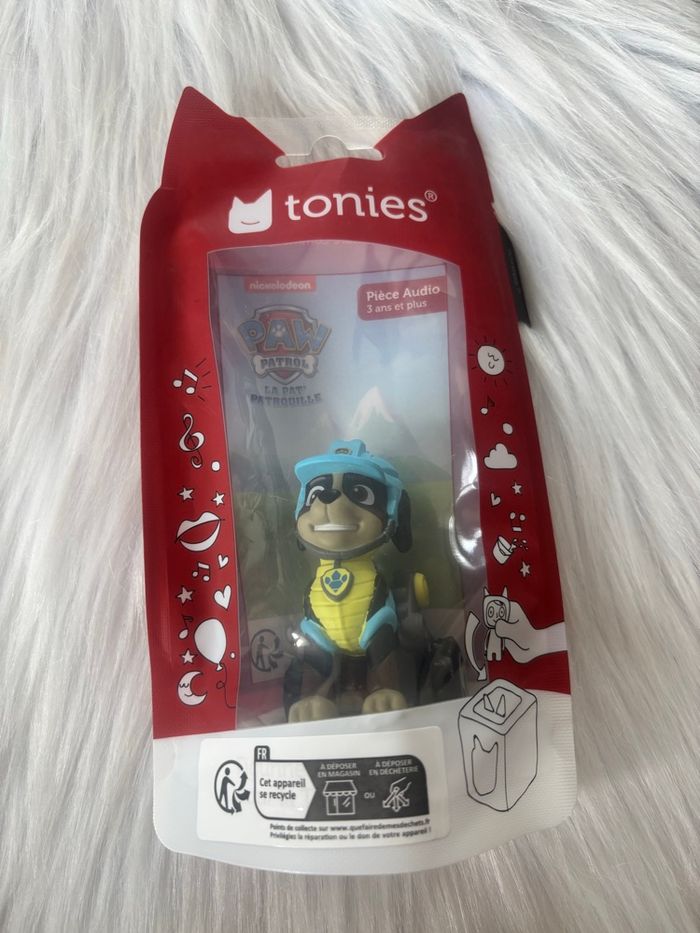 tonies®
nickelodeon
Pièce Audio
3 ans et plus
PAW
PATROL
LA PAT'
PATROUILLE
FR
Cet appareil
se recycle
À DÉPOSER
EN MAGASIN
OU
À DÉPOSER
EN DÉCHÈTERIE
Points de collecte sur www.quefairedemesdechets.fr
Privilégiez la réparation ou le don de votre appareil !